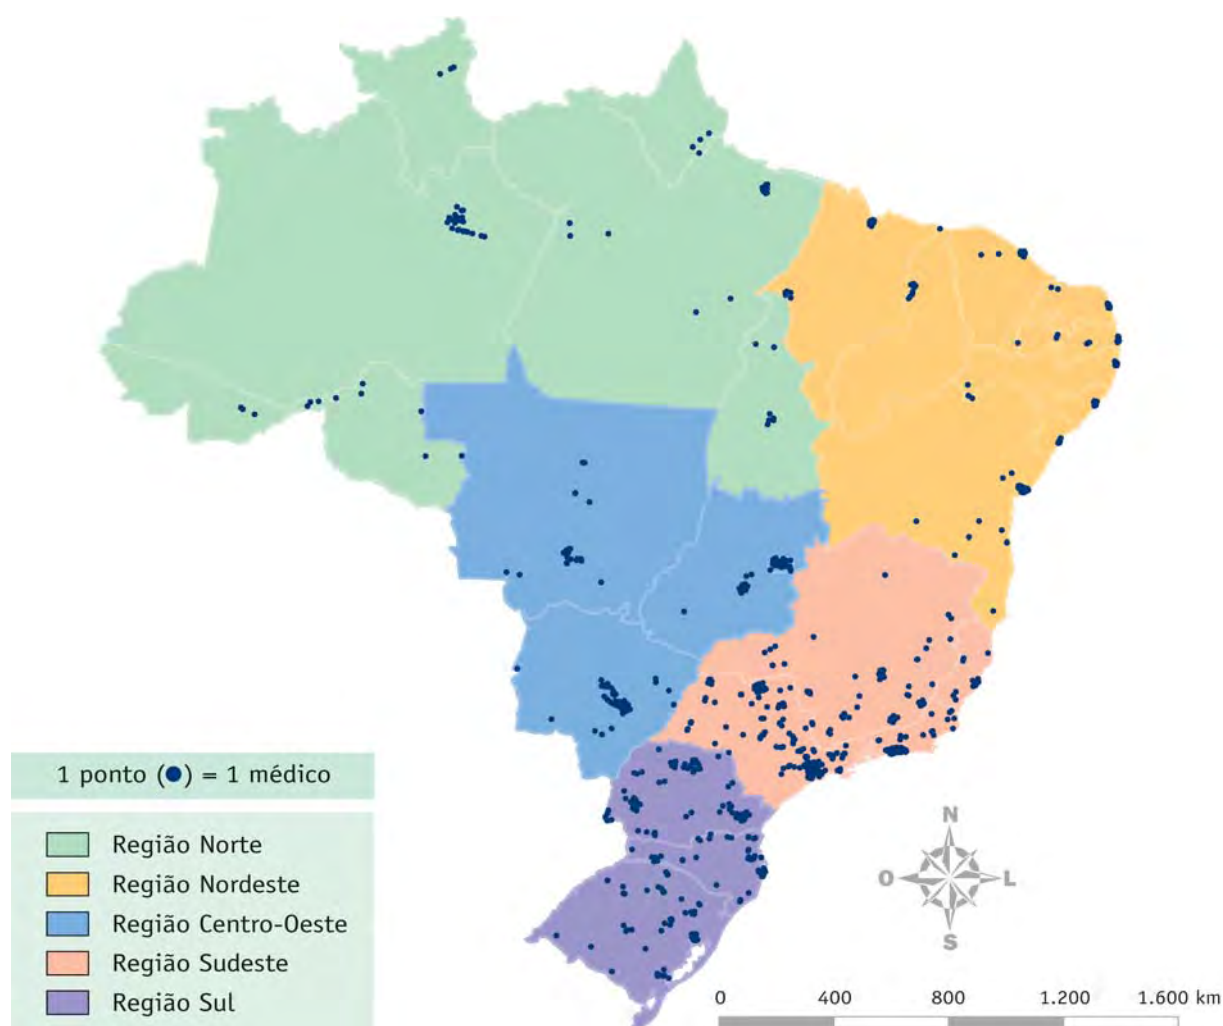 1 ponto (●) = 1 médico
Região Norte
Região Nordeste
Região Centro-Oeste
Região Sudeste
Região Sul
N
O L
S
0 400 800 1.200 1.600 km